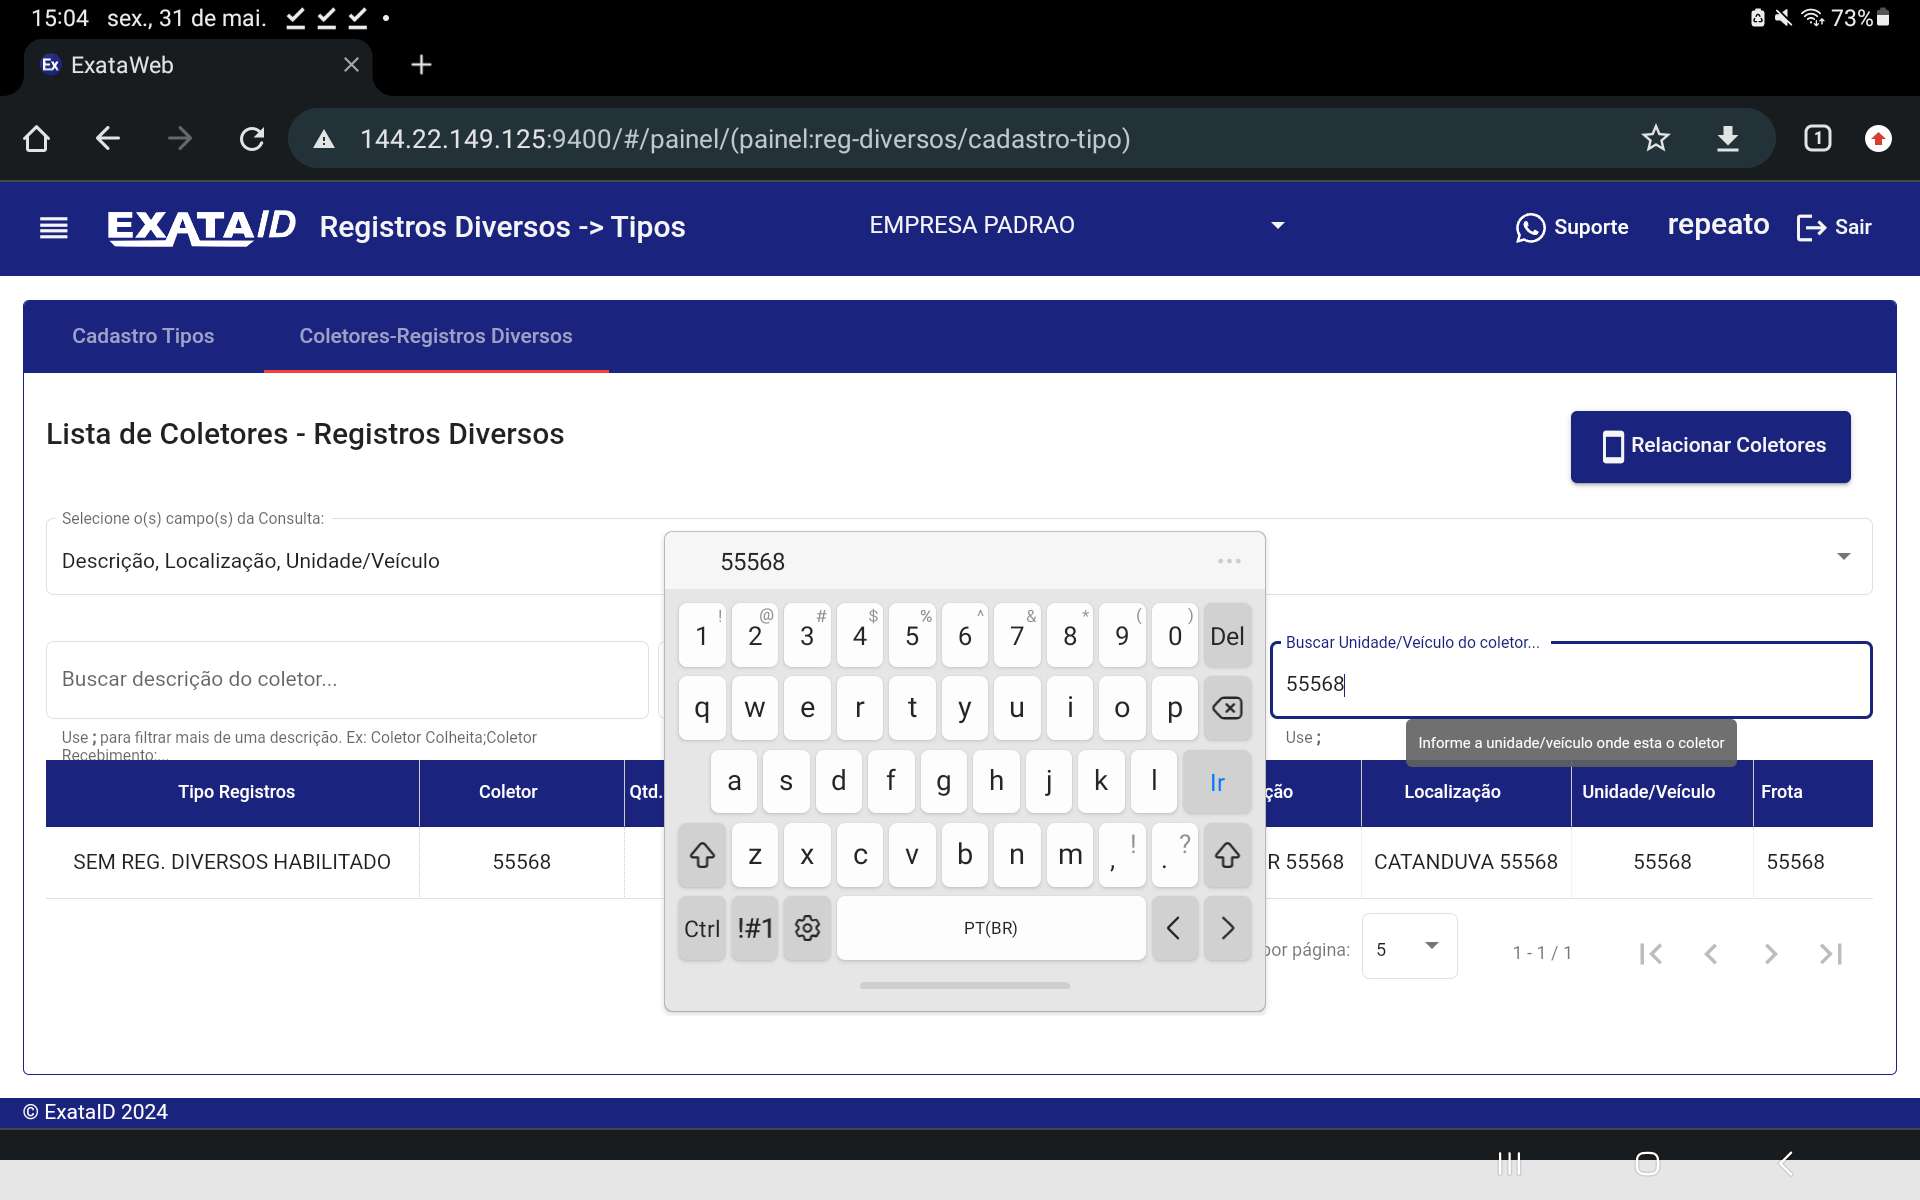 15:04 sex., 31 de mai.
73%
Ex ExataWeb
144.22.149.125:9400/#/painel/(painel:reg-diversos/cadastro-tipo)
1
EXATAID Registros Diversos -> Tipos EMPRESA PADRAO Suporte repeato Sair
Cadastro Tipos Coletores-Registros Diversos
Lista de Coletores - Registros Diversos
Relacionar Coletores
Selecione o(s) campo(s) da Consulta:
Descrição, Localização, Unidade/Veículo
Buscar descrição do coletor...
Use ; para filtrar mais de uma descrição. Ex: Coletor Colheita;Coletor
Recebimento;...
Buscar Unidade/Veículo do coletor...
55568
Use ;
Informe a unidade/veículo onde esta o coletor
Tipo Registros Coletor Qtd. ção Localização Unidade/Veículo Frota
SEM REG. DIVERSOS HABILITADO 55568 R 55568 CATANDUVA 55568 55568 55568
por página: 5 1 - 1 / 1
55568 ...
! @ # $ % ^ & * ( )
1 2 3 4 5 6 7 8 9 0 Del
q w e r t y u i o p
a s d f g h j k l Ir
z x c v b n m , ! . ?
Ctrl !#1 PT(BR) < >
© ExataID 2024